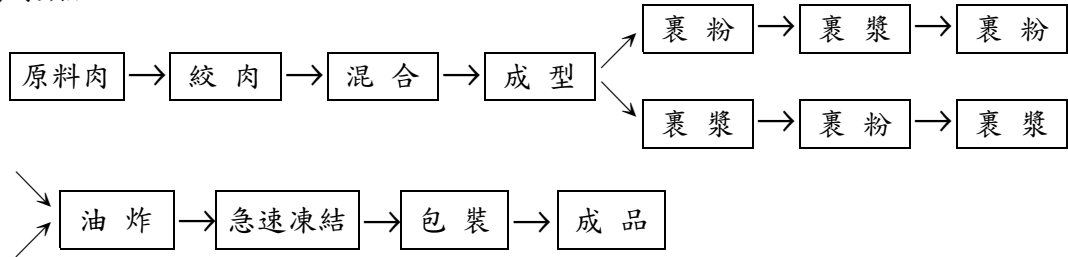 裹粉 → 裹漿 → 裹粉
原料肉 → 絞肉 → 混合 → 成型
裹漿 → 裹粉 → 裹漿
油炸 → 急速凍結 → 包裝 → 成品